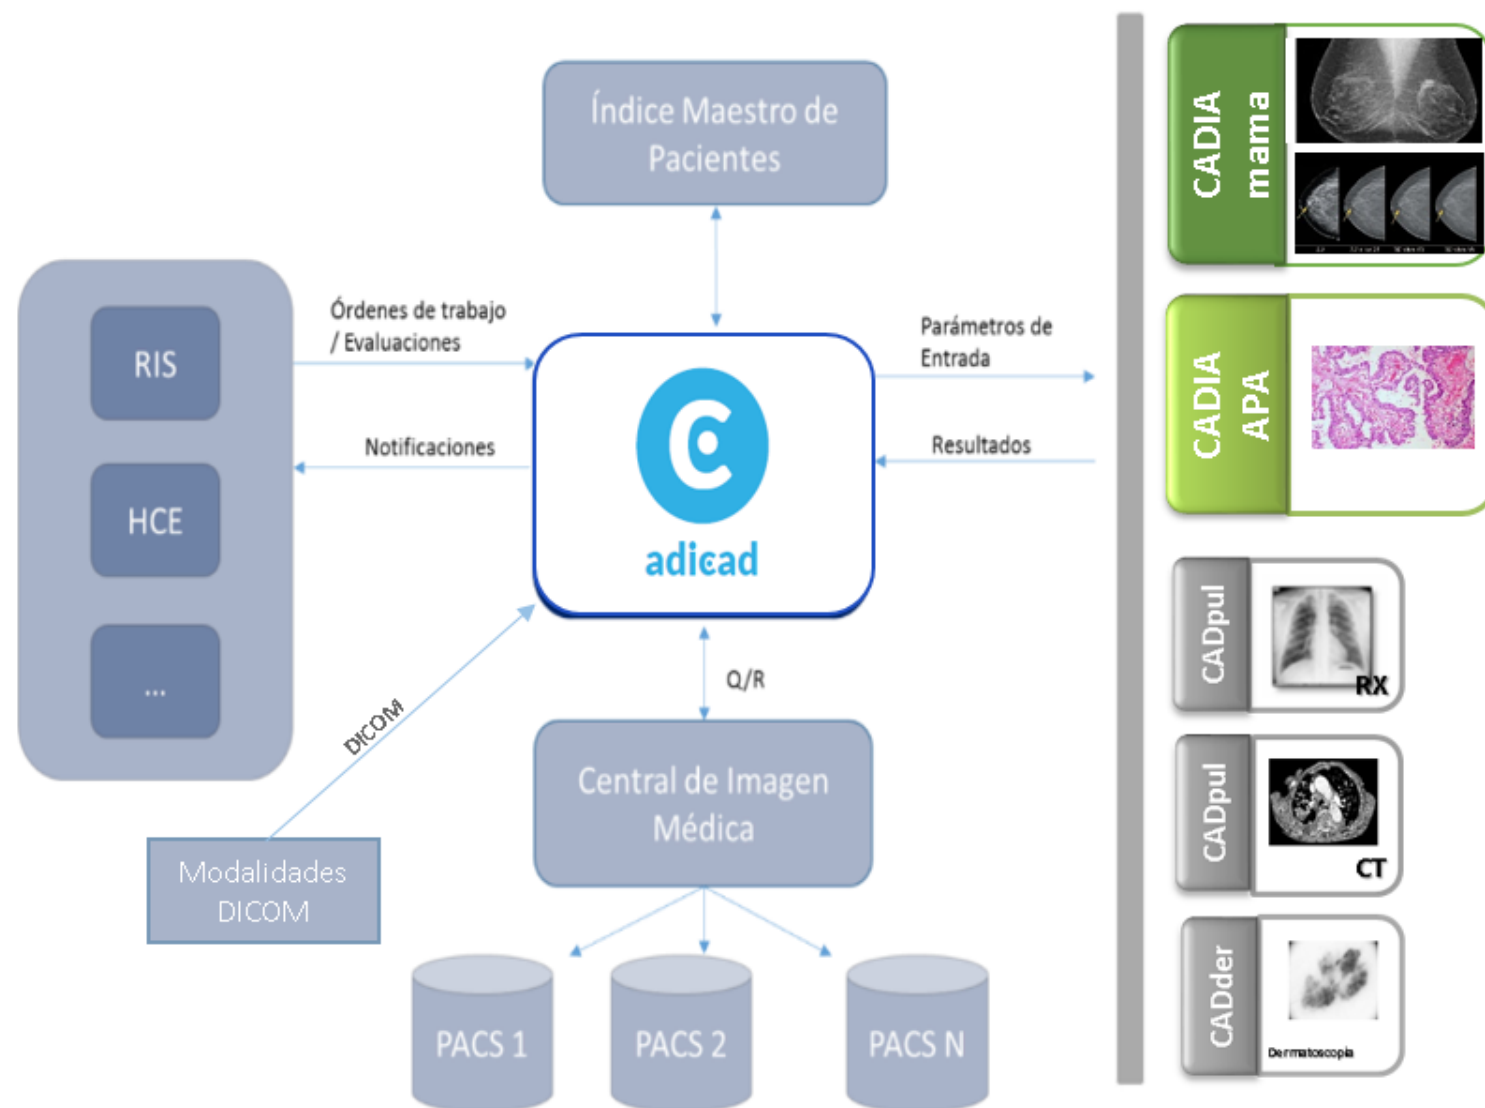 Índice Maestro de
Pacientes
RIS
HCE
...
Órdenes de trabajo
/ Evaluaciones
Notificaciones
adicad
Parámetros de
Entrada
Resultados
Q/R
DICOM
Modalidades
DICOM
Central de Imagen
Médica
PACS 1
PACS 2
PACS N
CADIA
mama
CADIA
APA
CADpul
RX
CADpul
CT
CADder
Dermatoscopia